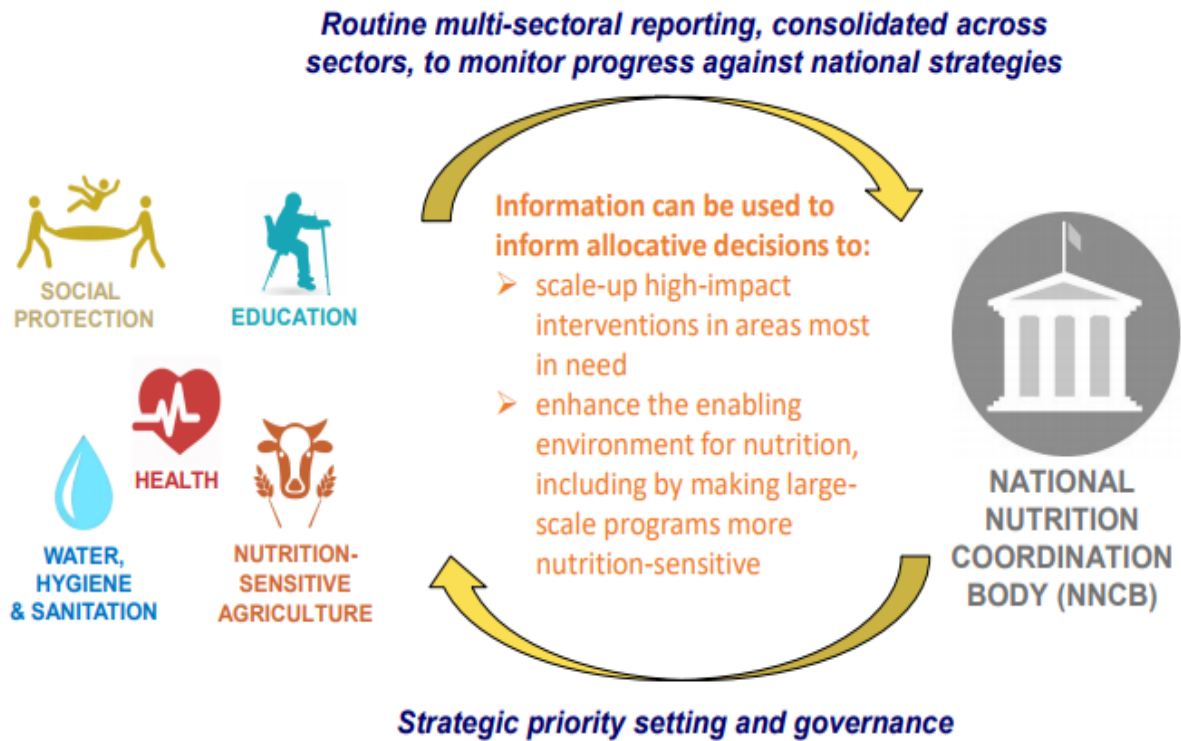 Routine multi-sectoral reporting, consolidated across
sectors, to monitor progress against national strategies
SOCIAL
PROTECTION
EDUCATION
HEALTH
WATER,
HYGIENE
& SANITATION
NUTRITION-
SENSITIVE
AGRICULTURE
Information can be used to
inform allocative decisions to:
➢ scale-up high-impact
interventions in areas most
in need
➢ enhance the enabling
environment for nutrition,
including by making large-
scale programs more
nutrition-sensitive
NATIONAL
NUTRITION
COORDINATION
BODY (NNCB)
Strategic priority setting and governance